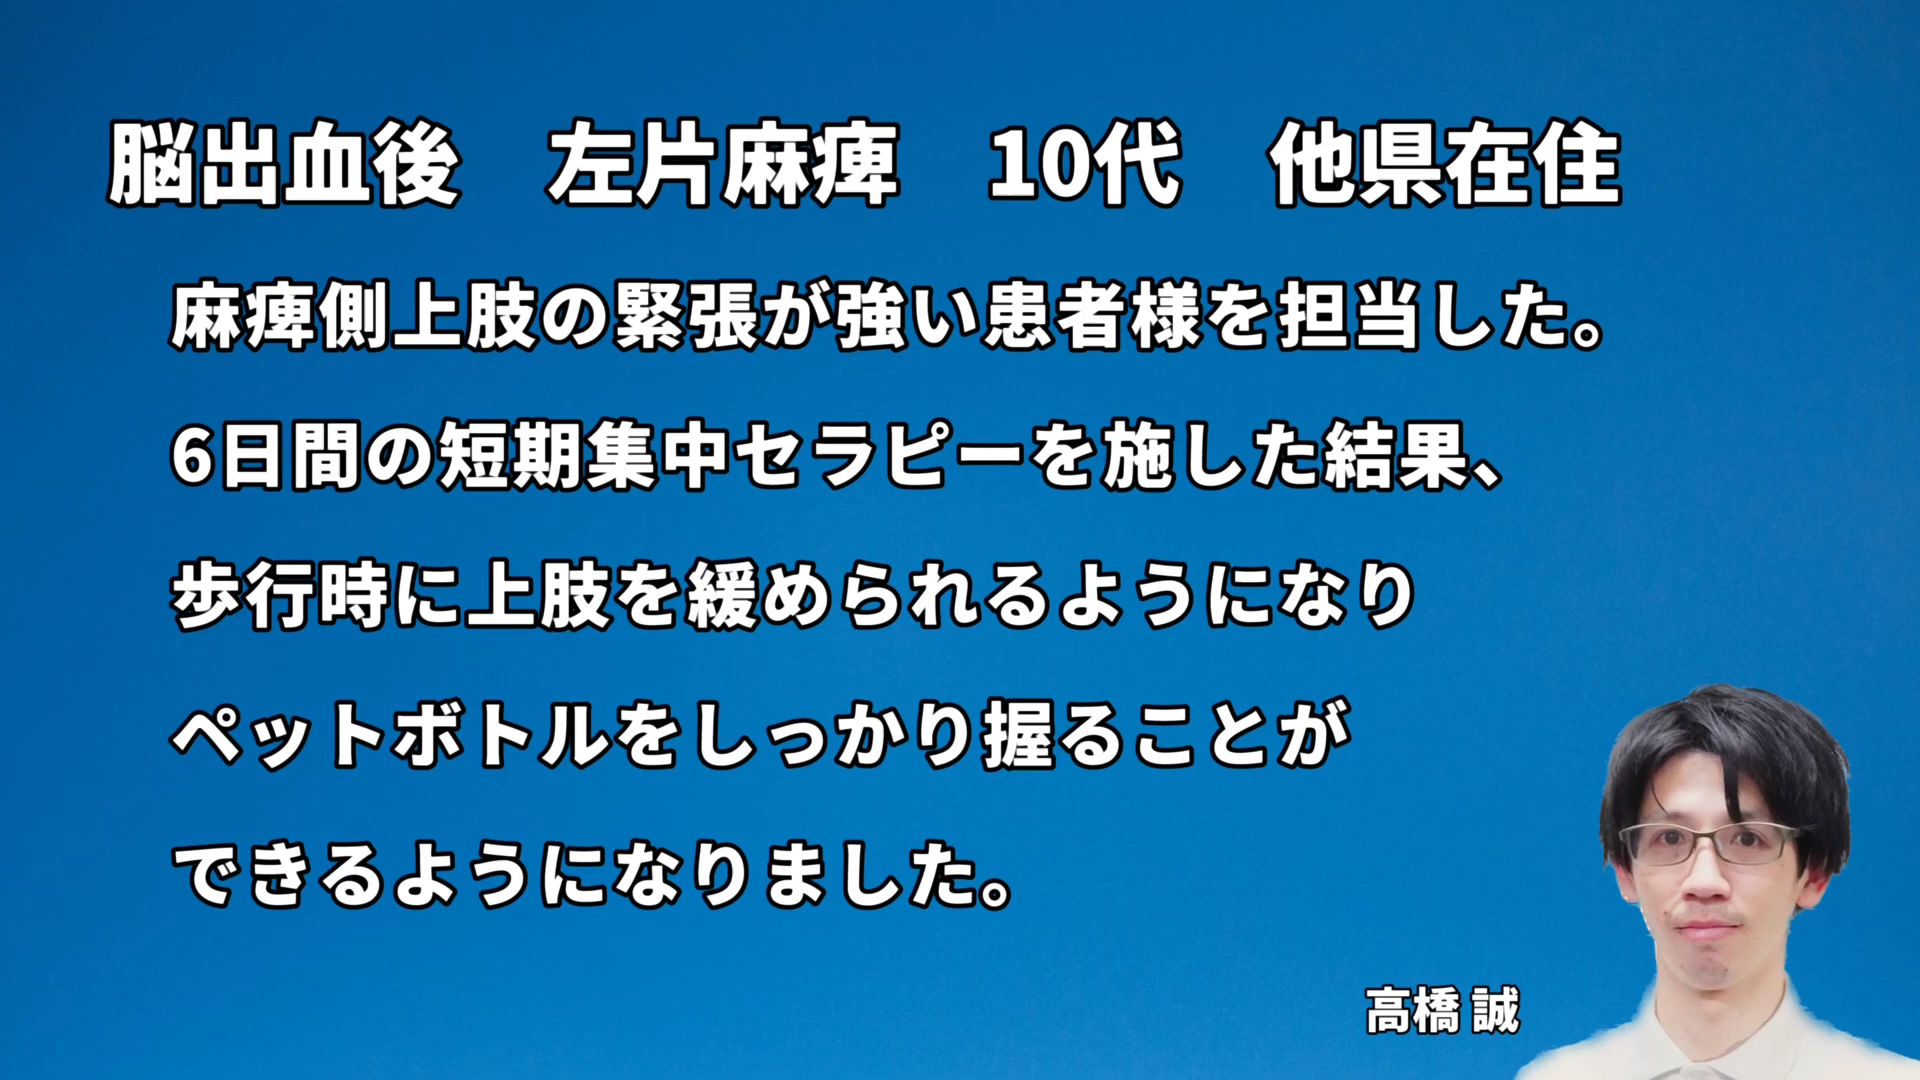 脳出血後　左片麻痺　10代　他県在住
麻痺側上肢の緊張が強い患者様を担当した。
6日間の短期集中セラピーを施した結果、
歩行時に上肢を緩められるようになり
ペットボトルをしっかり握ることが
できるようになりました。
高橋 誠